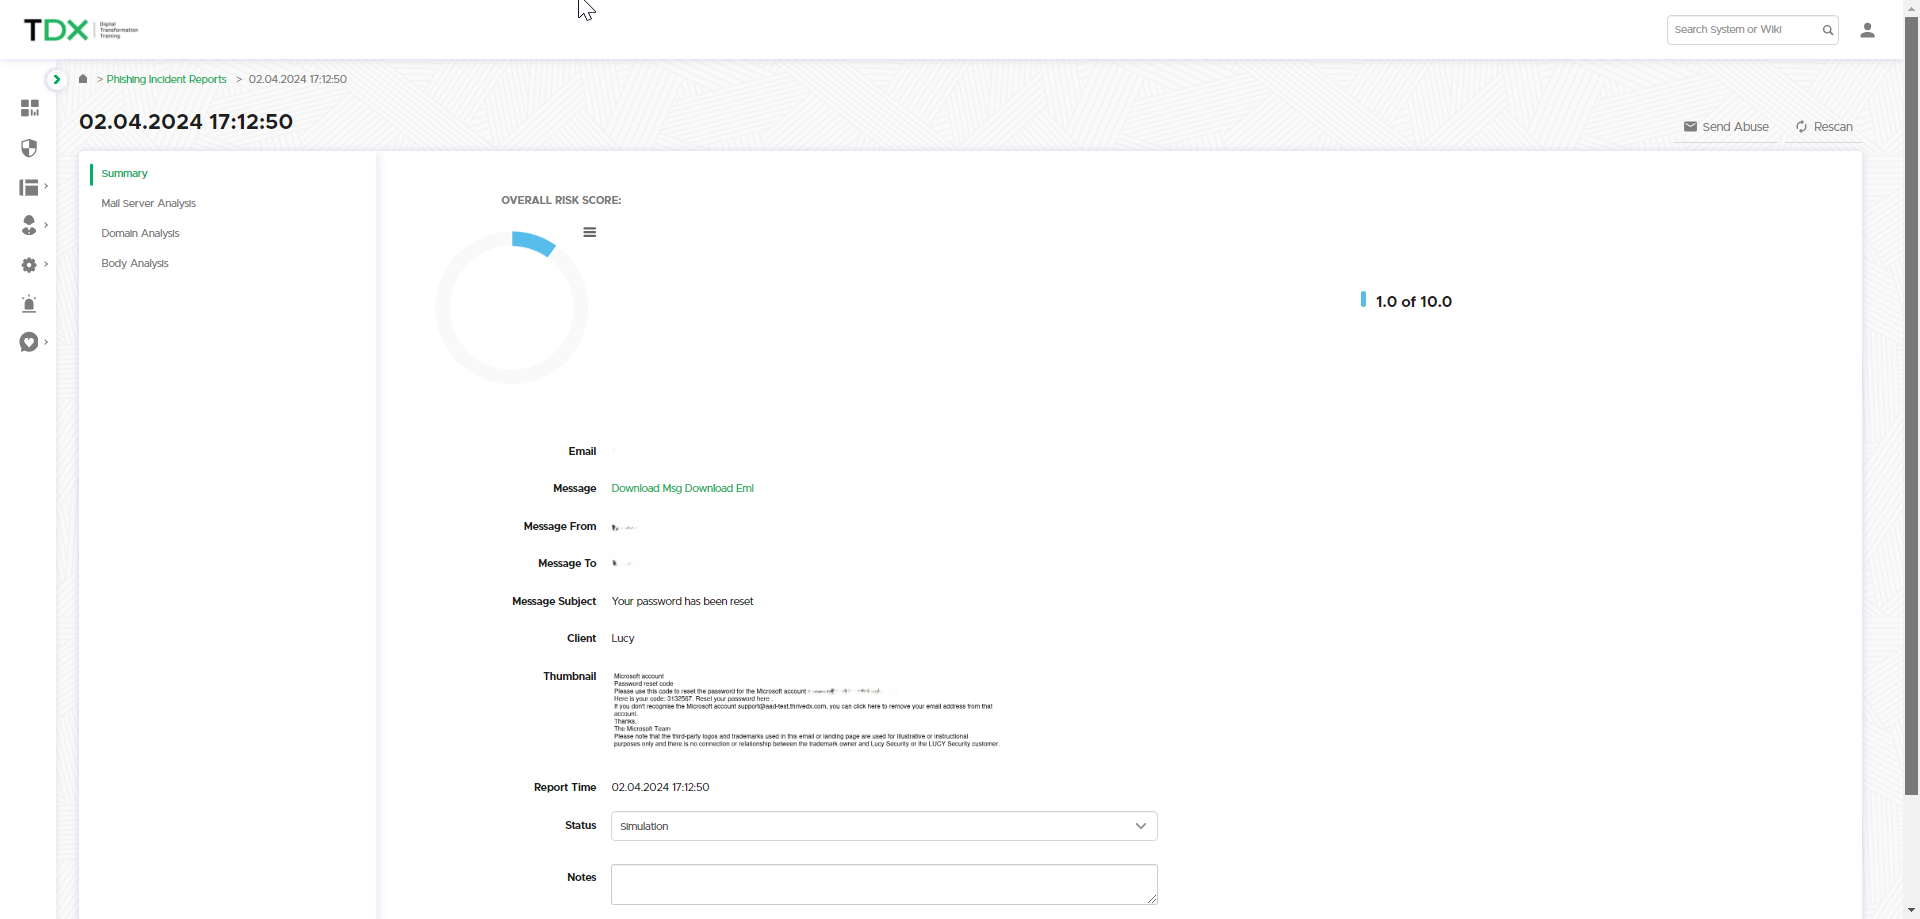 TDX Digital
Transformation
Training
Search System or Wiki
> Phishing Incident Reports > 02.04.2024 17:12:50
02.04.2024 17:12:50
Send Abuse
Rescan
Summary
Mail Server Analysis
Domain Analysis
Body Analysis
OVERALL RISK SCORE:
1.0 of 10.0
Email
Message Download Msg Download Eml
Message From
Message To
Message Subject Your password has been reset
Client Lucy
Thumbnail
Microsoft account
Password reset code
Please use this code to reset the password for the Microsoft account
Here is your code: 3132567. Reset your password here .
If you don't recognise the Microsoft account support@aad-test.thrivedx.com, you can click here to remove your email address from that
account.
Thanks,
The Microsoft Team
Please note that the third-party logos and trademarks used in this email or landing page are used for illustrative or instructional
purposes only and there is no connection or relationship between the trademark owner and Lucy Security or the LUCY Security customer.
Report Time 02.04.2024 17:12:50
Status Simulation
Notes